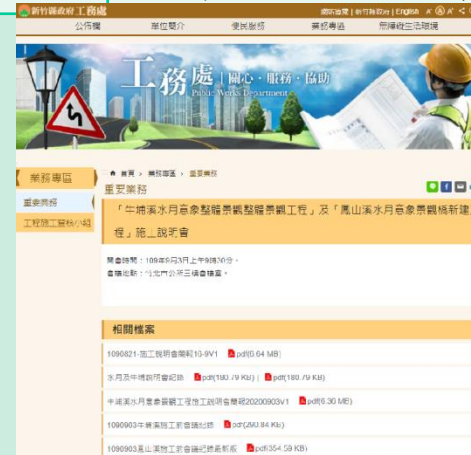 新竹縣政府 工務處
網站導覽 | 新竹縣政府 | English
公佈欄 單位簡介 便民服務 業務專區 無障礙生活環境
工務處 | 關心·服務·協助
Public Works Department
業務專區
首頁 › 業務專區 › 重要業務
重要業務
重要業務
工程施工查核小組
「牛埔溪水月意象整體景觀整體景觀工程」及「鳳山溪水月意象景觀橋新建
程」施工說明會
開會時間:109年9月3日上午9時30分。
會議地點:竹北市公所三樓會議室。
相關檔案
1090821-施工說明會簡報16-9V1 pdf(6.64 MB)
水月及牛埔說明會紀錄 pdf(180.79 KB) | pdf(180.79 KB)
牛埔溪水月意象景觀工程施工說明會簡報20200903V1 pdf(6.30 MB)
1090903牛埔溪施工前會議紀錄 pdf(290.84 KB)
1090903鳳山溪施工前會議紀錄最新版 pdf(354.59 KB)